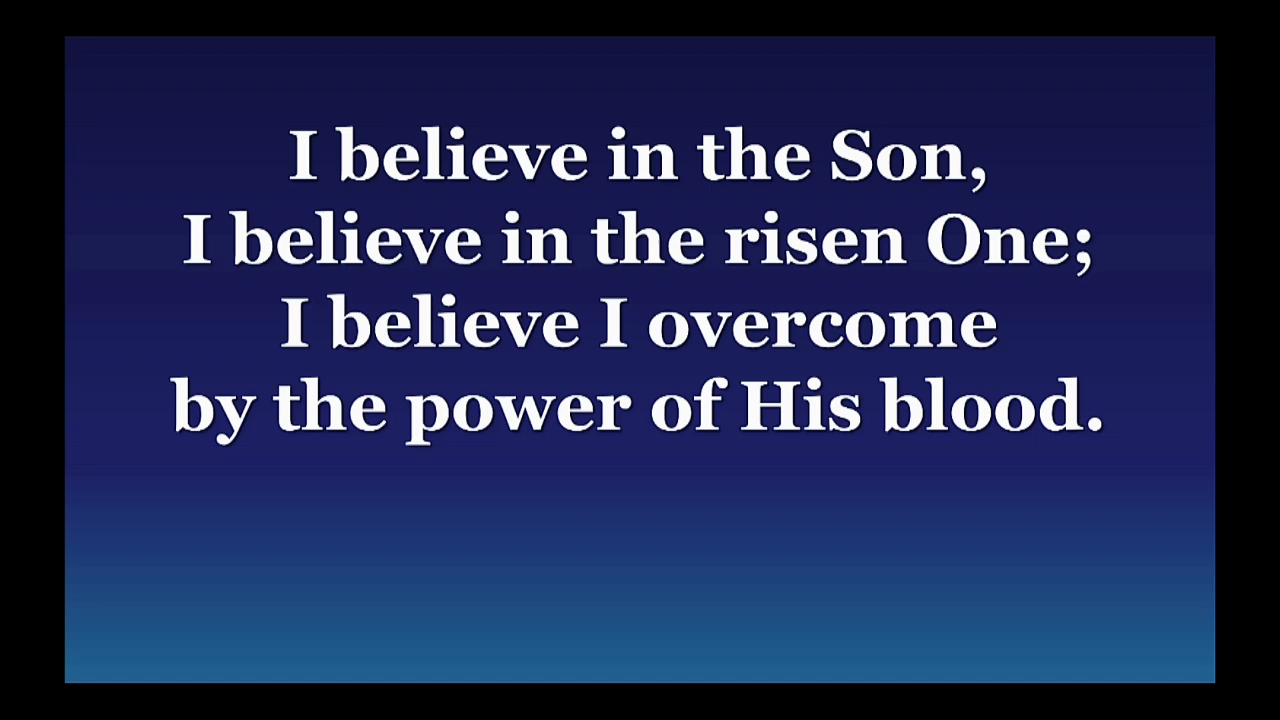 I believe in the Son,
I believe in the risen One;
I believe I overcome
by the power of His blood.